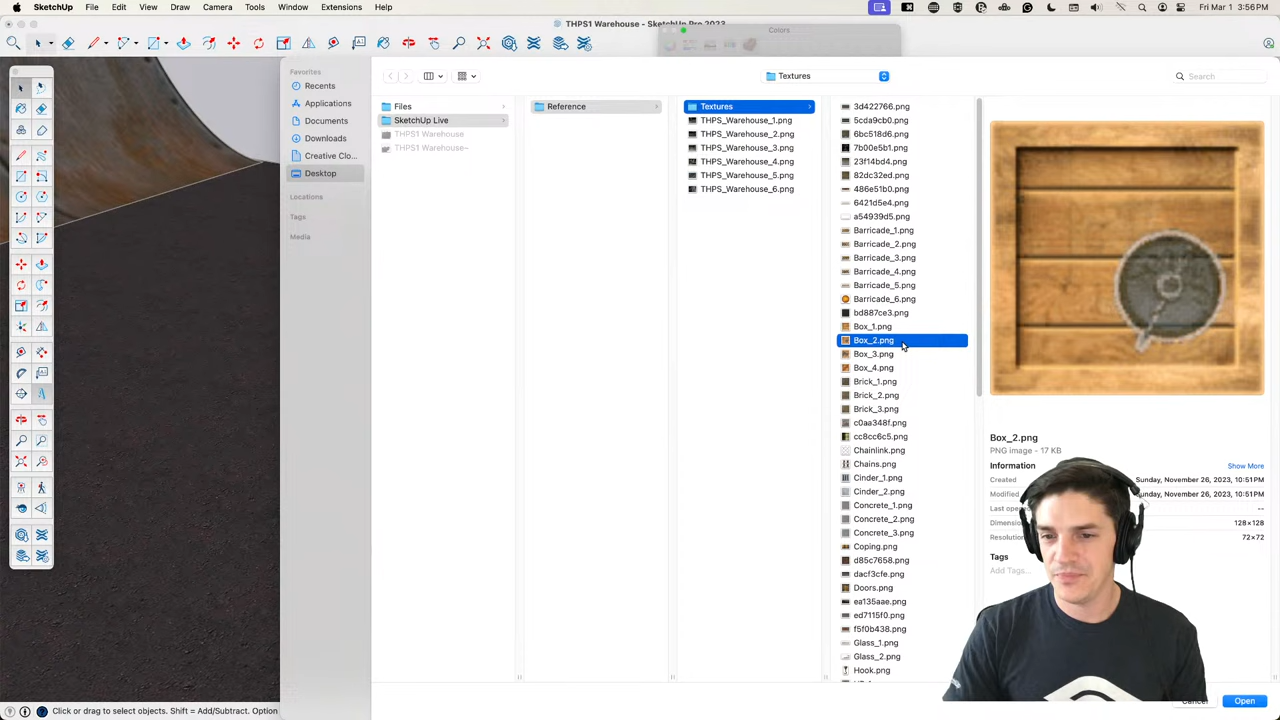 SketchUp File Edit View Draw Camera Tools Window Extensions Help Fri Mar 1 3:56 PM
THPS1 Warehouse - SketchUp Pro 2023
Colors
Favorites
Recents
Applications
Documents
Downloads
Creative Clo...
Desktop
Locations
Tags
Media
Textures
Search
Files
SketchUp Live
THPS1 Warehouse
THPS1 Warehouse~
Reference
Textures
THPS_Warehouse_1.png
THPS_Warehouse_2.png
THPS_Warehouse_3.png
THPS_Warehouse_4.png
THPS_Warehouse_5.png
THPS_Warehouse_6.png
3d422766.png
5cda9cb0.png
6bc518d6.png
7b00e5b1.png
23f14bd4.png
82dc32ed.png
486e51b0.png
6421d5e4.png
a54939d5.png
Barricade_1.png
Barricade_2.png
Barricade_3.png
Barricade_4.png
Barricade_5.png
Barricade_6.png
bd887ce3.png
Box_1.png
Box_2.png
Box_3.png
Box_4.png
Brick_1.png
Brick_2.png
Brick_3.png
c0aa348f.png
cc8cc6c5.png
Chainlink.png
Chains.png
Cinder_1.png
Cinder_2.png
Concrete_1.png
Concrete_2.png
Concrete_3.png
Coping.png
d85c7658.png
dacf3cfe.png
Doors.png
ea135aae.png
ed7115f0.png
f5f0b438.png
Glass_1.png
Glass_2.png
Hook.png
Box_2.png
PNG image - 17 KB
Information Show More
Created Sunday, November 26, 2023, 10:51 PM
Modified Sunday, November 26, 2023, 10:51 PM
Last opene --
Dimens 128×128
Resolution 72×72
Tags
Add Tags...
Cancel Open
Click or drag to select objects. Shift = Add/Subtract. Option